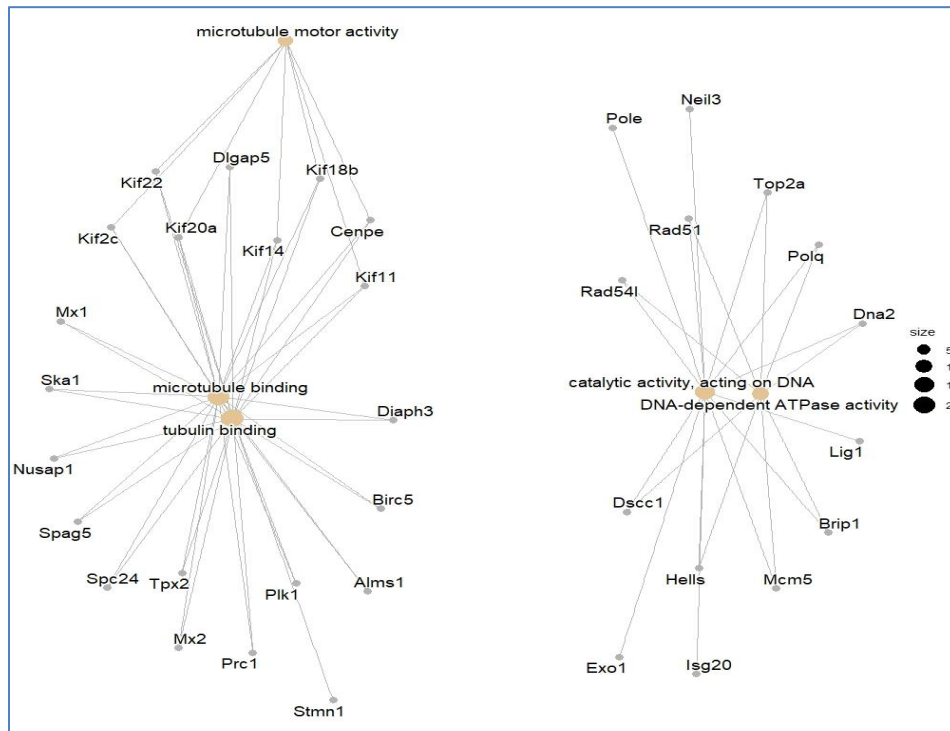 microtubule motor activity
Neil3
Pole
Dlgap5
Kif18b
Kif22
Top2a
Kif20a
Kif2c
Kif14
Cenpe
Rad51
Polq
Kif11
Rad54l
Mx1
Dna2
size
5
Ska1
microtubule binding
catalytic activity, acting on DNA
DNA-dependent ATPase activity
tubulin binding
Diaph3
Nusap1
Lig1
Birc5
Dscc1
Spag5
Brip1
Spc24
Tpx2
Plk1
Alms1
Hells
Mcm5
Mx2
Prc1
Exo1
Isg20
Stmn1